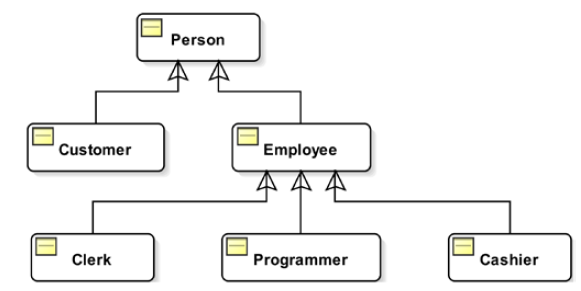 Person
Customer
Employee
Clerk
Programmer
Cashier